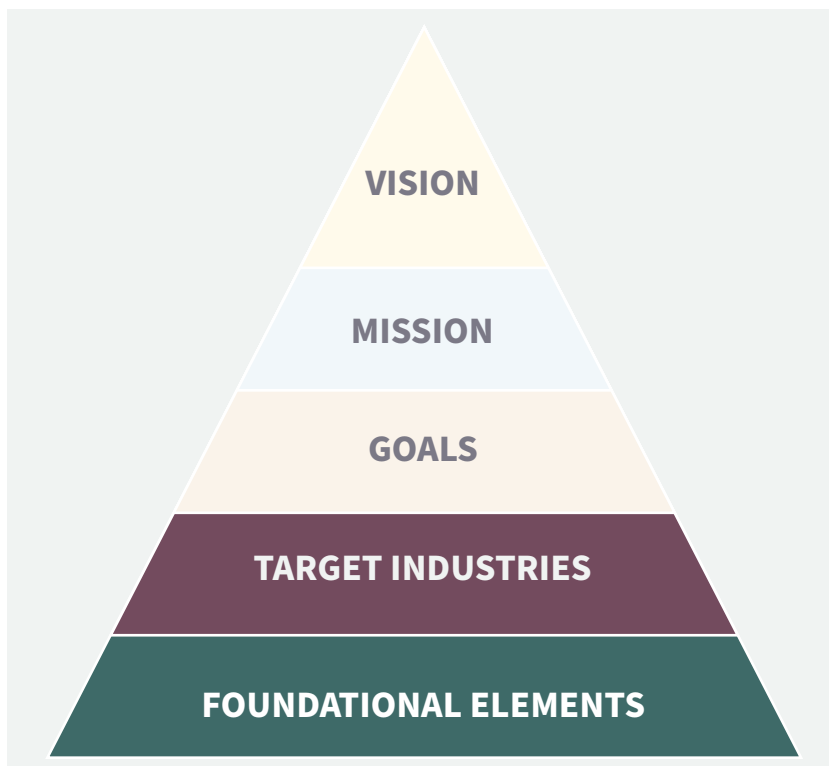 VISION
MISSION
GOALS
TARGET INDUSTRIES
FOUNDATIONAL ELEMENTS